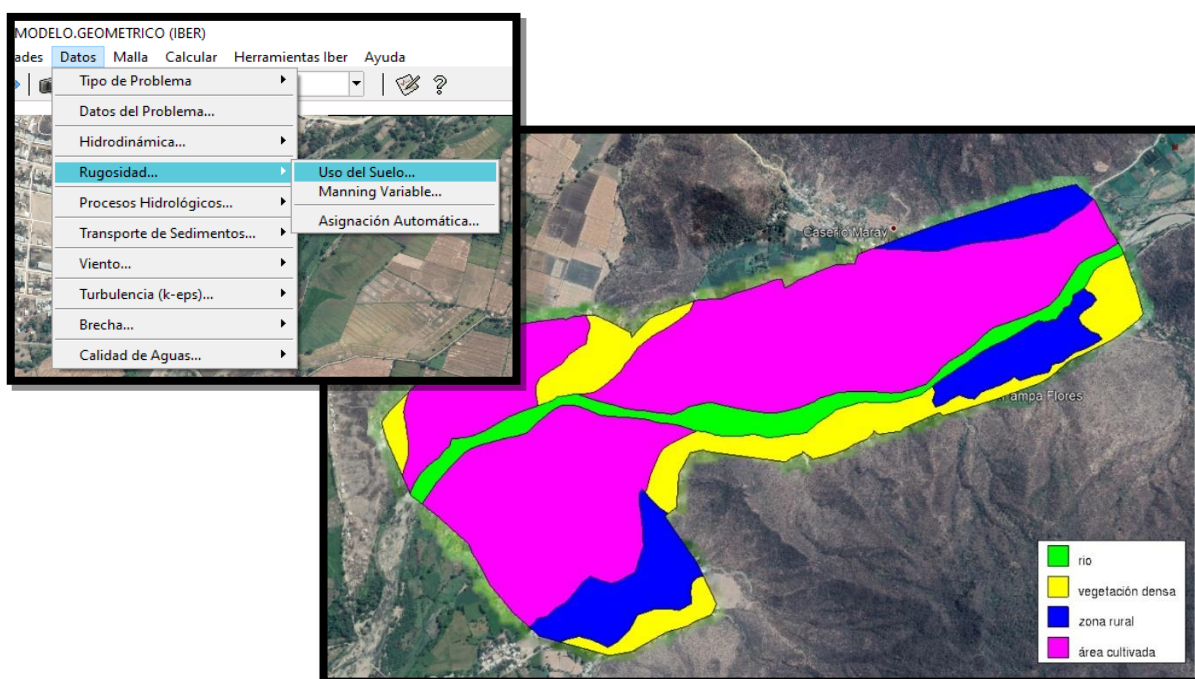 MODELO.GEOMETRICO (IBER)
ades Datos Malla Calcular Herramientas Iber Ayuda
Tipo de Problema
Datos del Problema...
Hidrodinámica...
Rugosidad...
Uso del Suelo...
Manning Variable...
Asignación Automática...
Procesos Hidrológicos...
Transporte de Sedimentos...
Viento...
Turbulencia (k-eps)...
Brecha...
Calidad de Aguas...
Caserio Maray
ampa Flores
rio
vegetación densa
zona rural
área cultivada